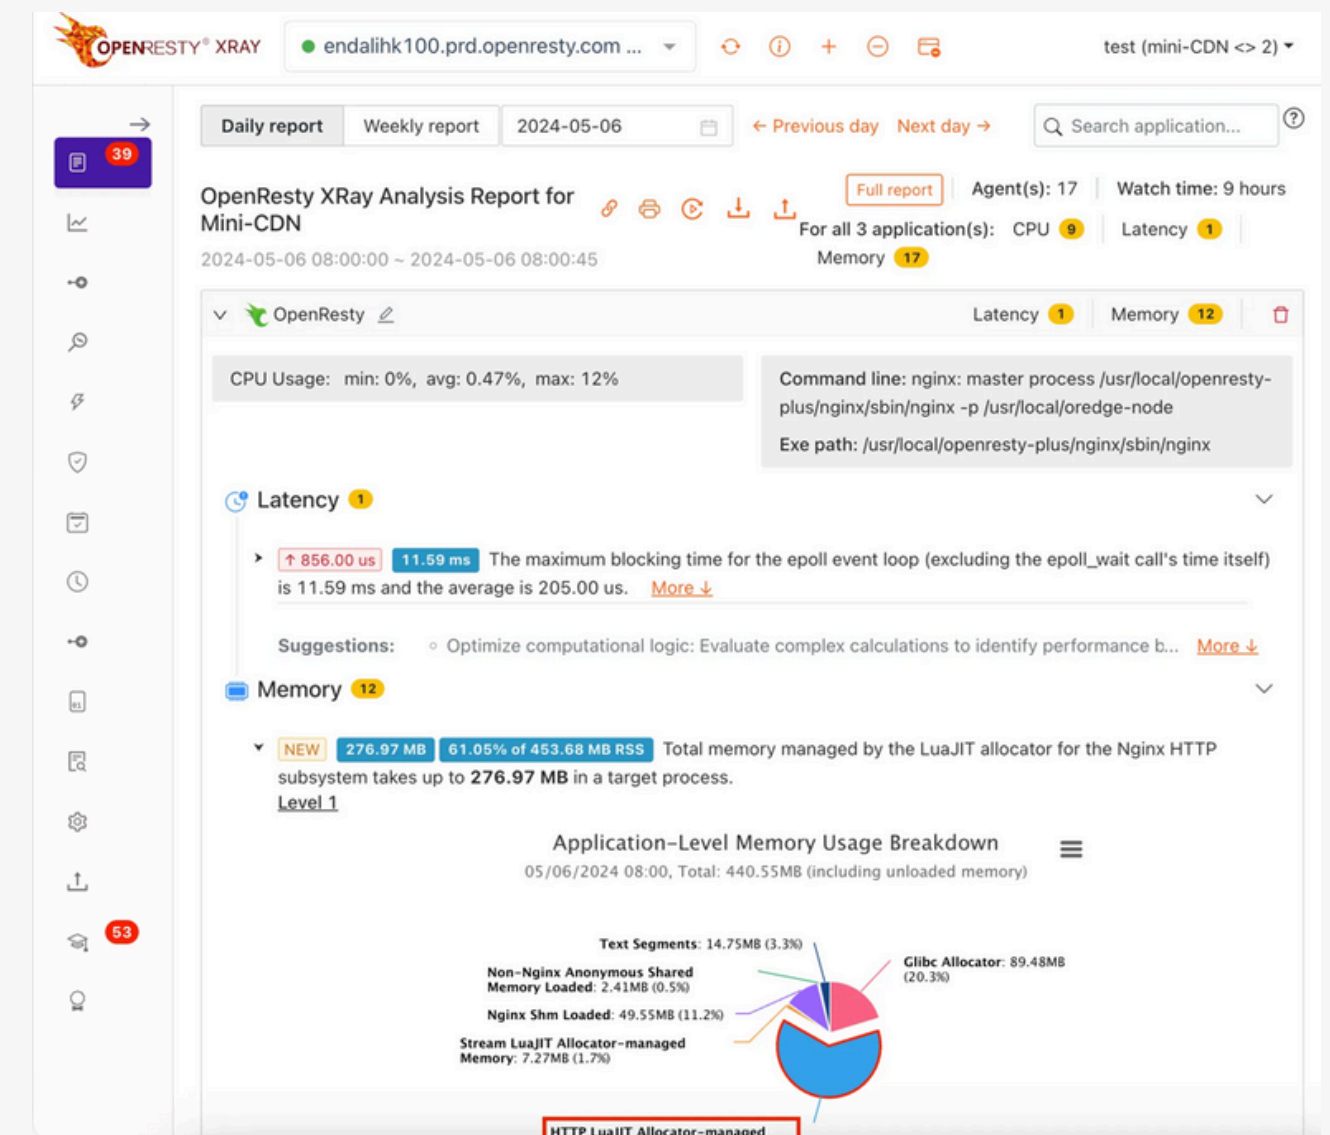 OPENRESTY® XRAY
endalihk100.prd.openresty.com ...
test (mini-CDN <> 2)
Daily report
Weekly report
2024-05-06
← Previous day
Next day →
Search application...
39
OpenResty XRay Analysis Report for
Mini-CDN
2024-05-06 08:00:00 ~ 2024-05-06 08:00:45
Full report
Agent(s): 17
Watch time: 9 hours
For all 3 application(s):
CPU 9
Latency 1
Memory 17
OpenResty
Latency 1
Memory 12
CPU Usage: min: 0%, avg: 0.47%, max: 12%
Command line: nginx: master process /usr/local/openresty-
plus/nginx/sbin/nginx -p /usr/local/oredge-node
Exe path: /usr/local/openresty-plus/nginx/sbin/nginx
Latency 1
↑ 856.00 us 11.59 ms The maximum blocking time for the epoll event loop (excluding the epoll_wait call's time itself)
is 11.59 ms and the average is 205.00 us. More ↓
Suggestions: ○ Optimize computational logic: Evaluate complex calculations to identify performance b... More ↓
Memory 12
NEW 276.97 MB 61.05% of 453.68 MB RSS Total memory managed by the LuaJIT allocator for the Nginx HTTP
subsystem takes up to 276.97 MB in a target process.
Level 1
Application-Level Memory Usage Breakdown
05/06/2024 08:00, Total: 440.55MB (including unloaded memory)
53
Text Segments: 14.75MB (3.3%)
Glibc Allocator: 89.48MB
(20.3%)
Non-Nginx Anonymous Shared
Memory Loaded: 2.41MB (0.5%)
Nginx Shm Loaded: 49.55MB (11.2%)
Stream LuaJIT Allocator-managed
Memory: 7.27MB (1.7%)
HTTP LuaJIT Allocator-managed